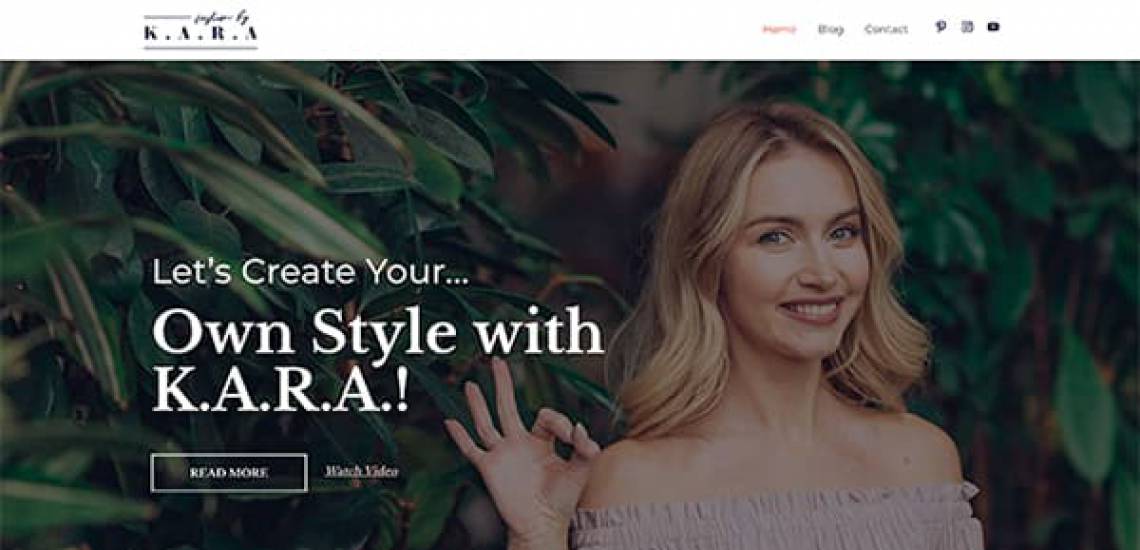 fashion by
K.A.R.A
Home Blog Contact
Let's Create Your...
Own Style with
K.A.R.A.!
READ MORE Watch Video